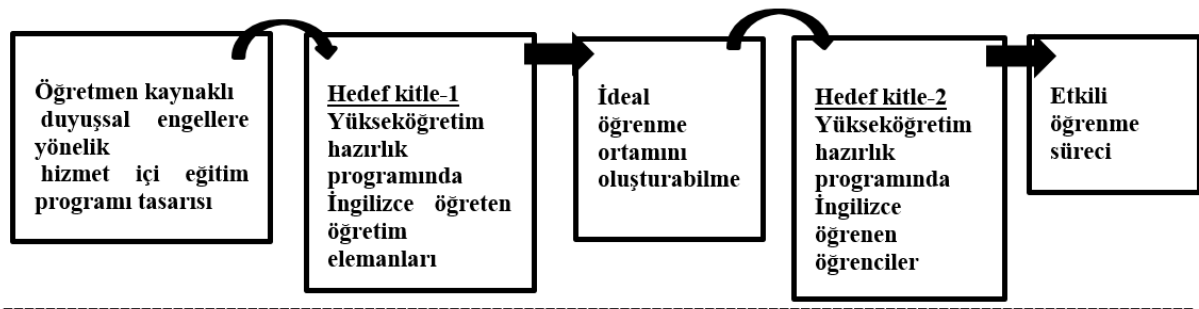 Öğretmen kaynaklı
duyuşsal engellere
yönelik
hizmet içi eğitim
programı tasarısı
Hedef kitle-1
Yükseköğretim
hazırlık
programında
İngilizce öğreten
öğretim
elemanları
İdeal
öğrenme
ortamını
oluşturabilme
Hedef kitle-2
Yükseköğretim
hazırlık
programında
İngilizce
öğrenen
öğrenciler
Etkili
öğrenme
süreci